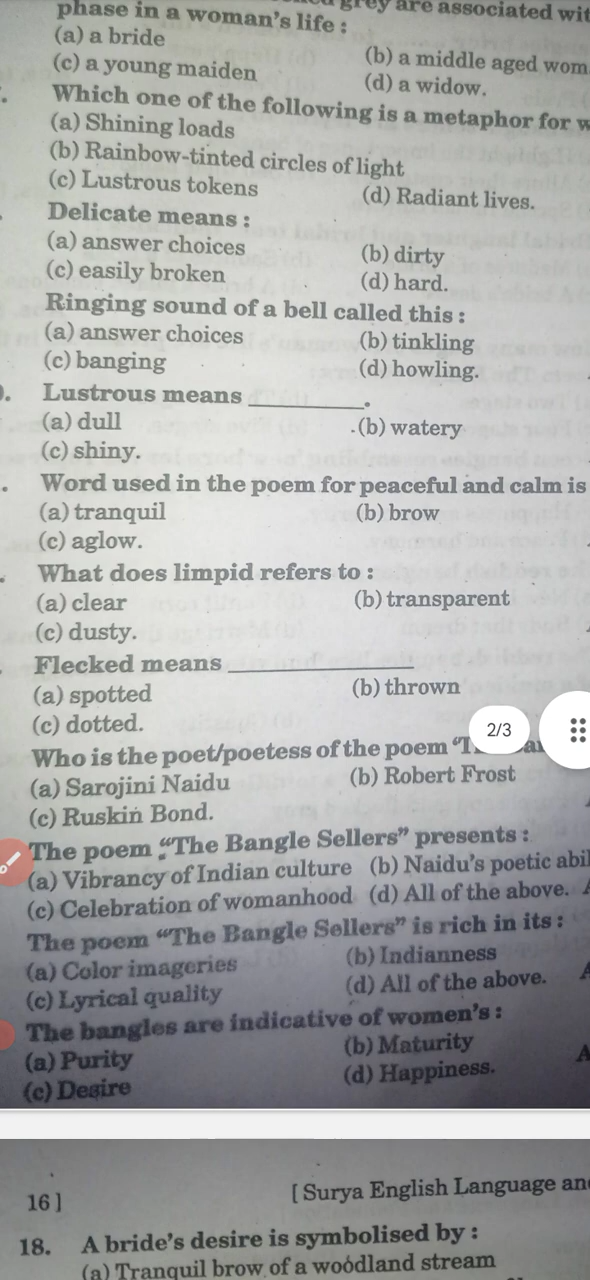 grey are associated wit
phase in a woman's life :
(a) a bride (b) a middle aged wom
(c) a young maiden (d) a widow.
Which one of the following is a metaphor for w
(a) Shining loads
(b) Rainbow-tinted circles of light
(c) Lustrous tokens (d) Radiant lives.
Delicate means :
(a) answer choices (b) dirty
(c) easily broken (d) hard.
Ringing sound of a bell called this :
(a) answer choices (b) tinkling
(c) banging (d) howling.
Lustrous means ________.
(a) dull (b) watery
(c) shiny.
Word used in the poem for peaceful and calm is
(a) tranquil (b) brow
(c) aglow.
What does limpid refers to :
(a) clear (b) transparent
(c) dusty.
Flecked means ________
(a) spotted (b) thrown
(c) dotted.
2/3
Who is the poet/poetess of the poem
(a) Sarojini Naidu (b) Robert Frost
(c) Ruskin Bond.
The poem “The Bangle Sellers” presents :
(a) Vibrancy of Indian culture (b) Naidu's poetic abil
(c) Celebration of womanhood (d) All of the above.
The poem “The Bangle Sellers” is rich in its :
(a) Color imageries (b) Indianness
(c) Lyrical quality (d) All of the above.
The bangles are indicative of women's :
(a) Purity (b) Maturity
(c) Desire (d) Happiness.
16 ] [ Surya English Language an
18. A bride's desire is symbolised by :
(a) Tranquil brow of a woodland stream